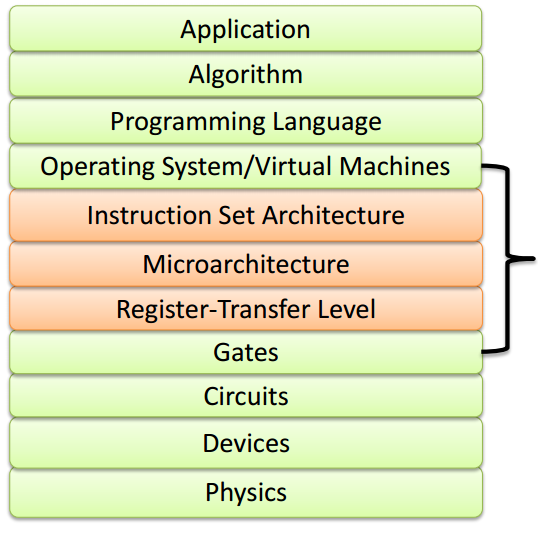 Application
Algorithm
Programming Language
Operating System/Virtual Machines
Instruction Set Architecture
Microarchitecture
Register-Transfer Level
Gates
Circuits
Devices
Physics